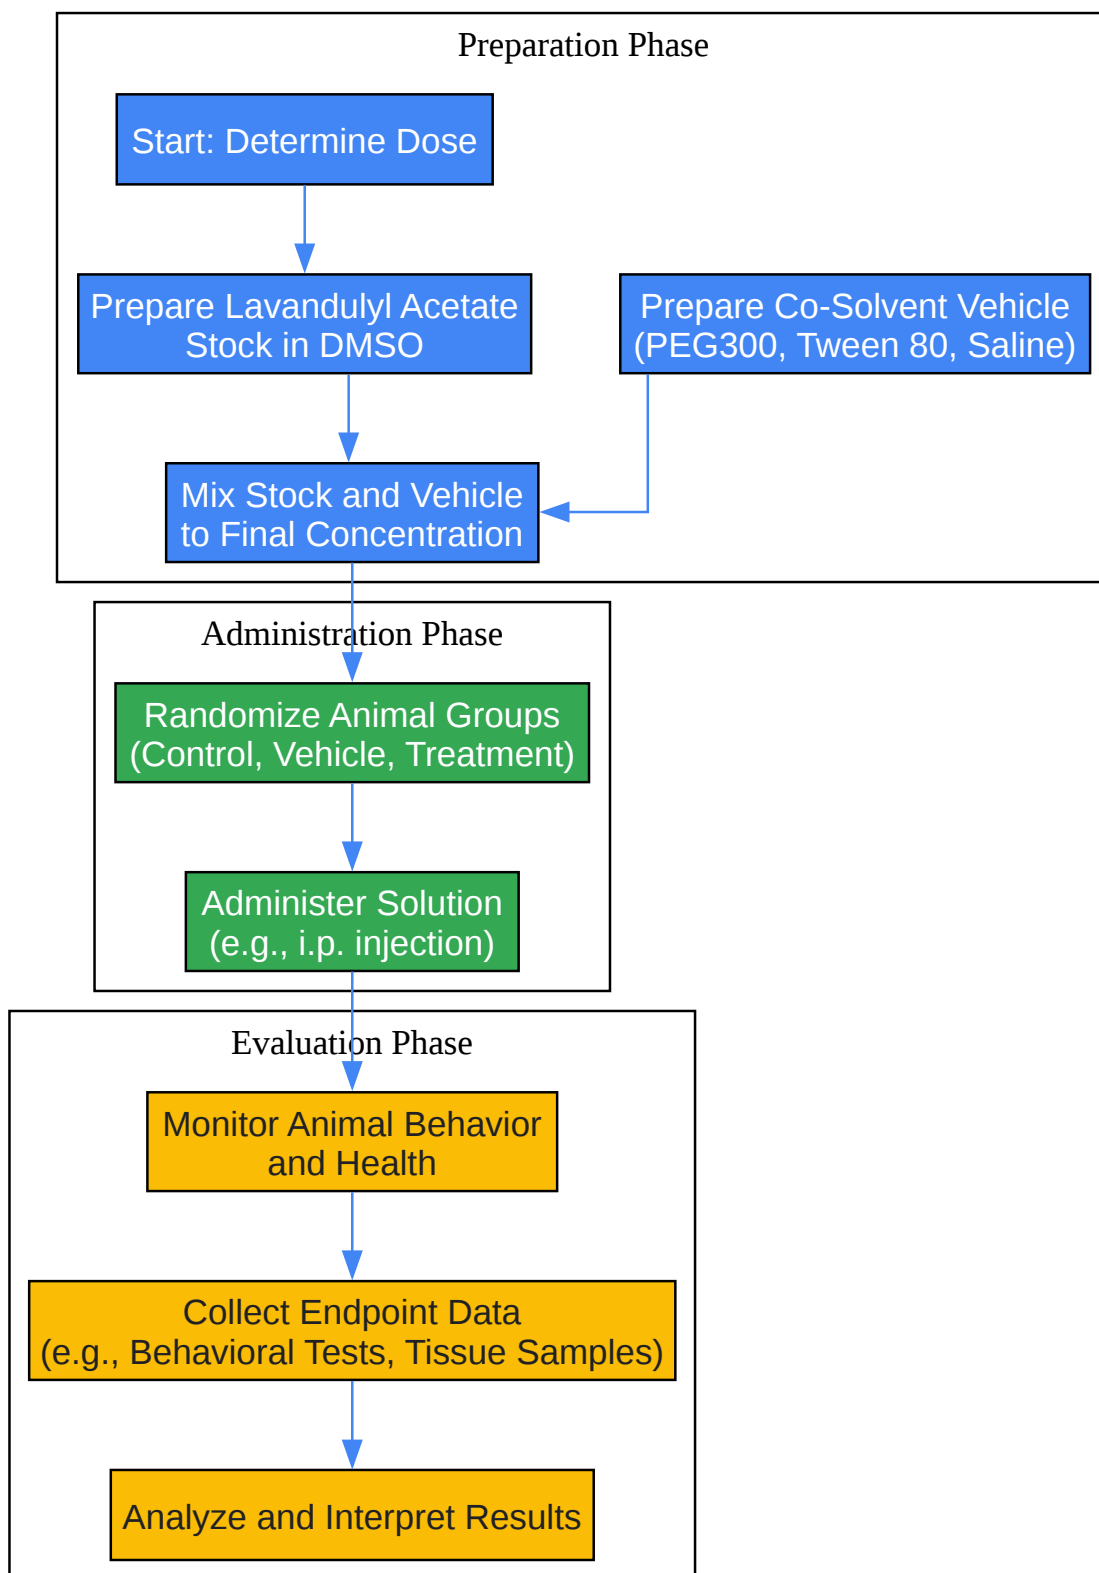 Preparation Phase
Start: Determine Dose
Prepare Lavandulyl Acetate
Stock in DMSO
Prepare Co-Solvent Vehicle
(PEG300, Tween 80, Saline)
Mix Stock and Vehicle
to Final Concentration
Administration Phase
Randomize Animal Groups
(Control, Vehicle, Treatment)
Administer Solution
(e.g., i.p. injection)
Evaluation Phase
Monitor Animal Behavior
and Health
Collect Endpoint Data
(e.g., Behavioral Tests, Tissue Samples)
Analyze and Interpret Results